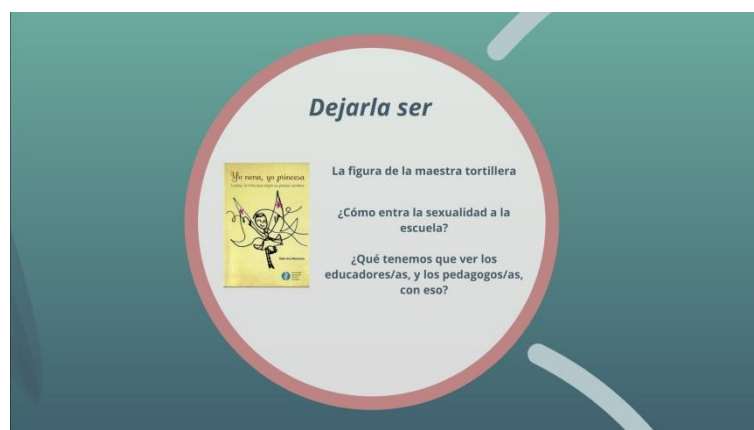 Dejarla ser
Yo nena, yo princesa
La figura de la maestra tortillera
¿Cómo entra la sexualidad a la
escuela?
¿Qué tenemos que ver los
educadores/as, y los pedagogos/as,
con eso?